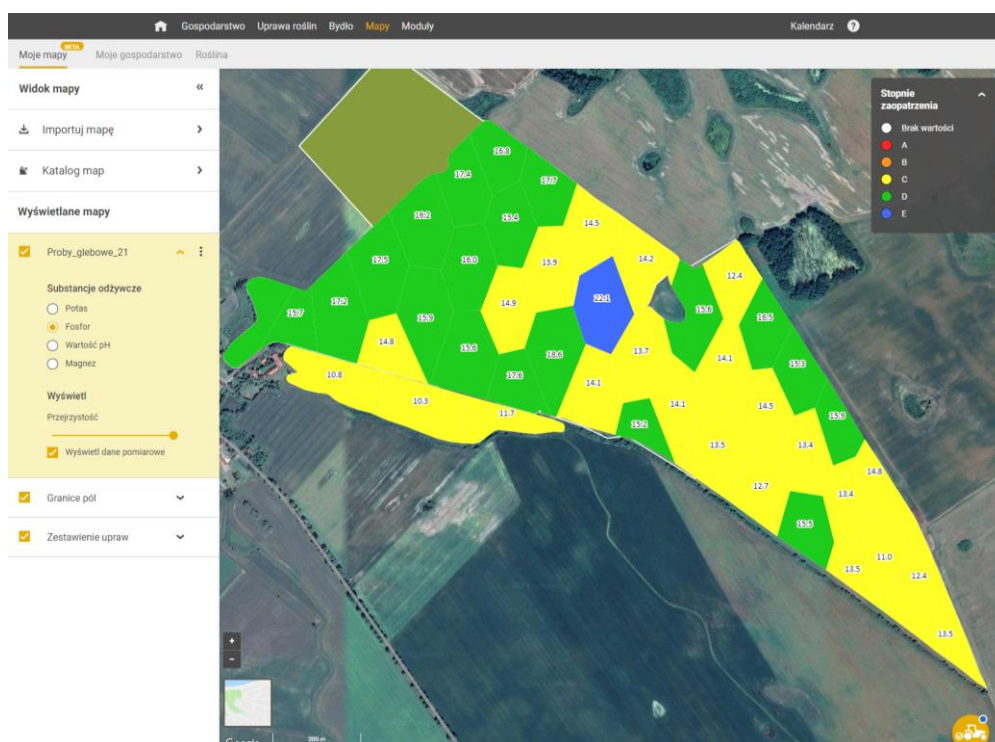 Gospodarstwo Uprawa roślin Bydło Mapy Moduły Kalendarz ?
BETA
Moje mapy Moje gospodarstwo Roślina
Widok mapy «
Importuj mapę
Katalog map
Wyświetlane mapy
Proby_glebowe_21
Substancje odżywcze
Potas
Fosfor
Wartość pH
Magnez
Wyświetl
Przejrzystość
Wyświetl dane pomiarowe
Granice pól
Zestawienie upraw
Stopnie
zaopatrzenia
Brak wartości
A
B
C
D
E
16.8
17.4
17.7
16.2
15.4
14.5
17.5
16.0
13.9
14.2
12.4
17.2
14.9
22.1
15.7
15.9
15.6
16.5
14.8
15.6
18.6
13.7
14.1
15.3
10.8
17.6
14.1
10.3
11.7
14.1
14.5
15.9
15.2
13.5
13.4
14.8
12.7
13.4
15.5
11.0
13.5
12.4
13.5
+
-
Google 200 m